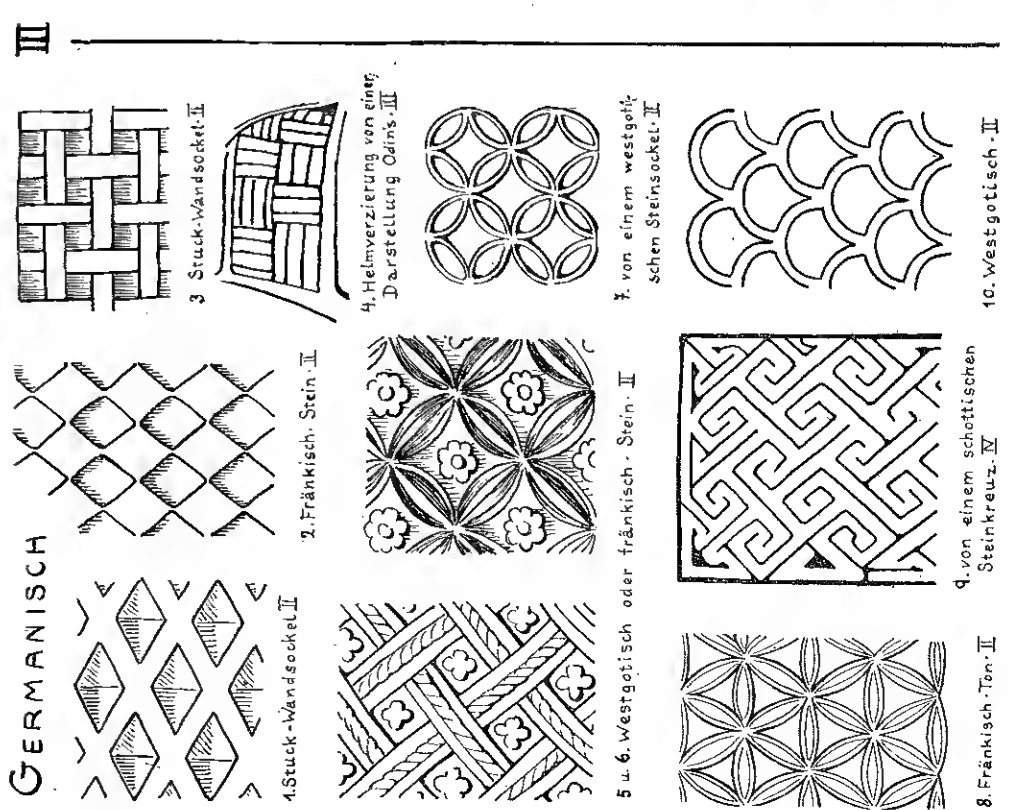 GERMANISCH
III
1. Stuck-Wandsockel II
2. Fränkisch. Stein. II
3 Stuck-Wandsockel. II
4. Helmverzierung von einer
Darstellung Odin's. III
5 u. 6. Westgotisch oder fränkisch. Stein. II
7. von einem westgoti-
schen Steinsockel. II
8. Fränkisch. Ton. II
9. von einem schottischen
Steinkreuz. IV
10. Westgotisch. II